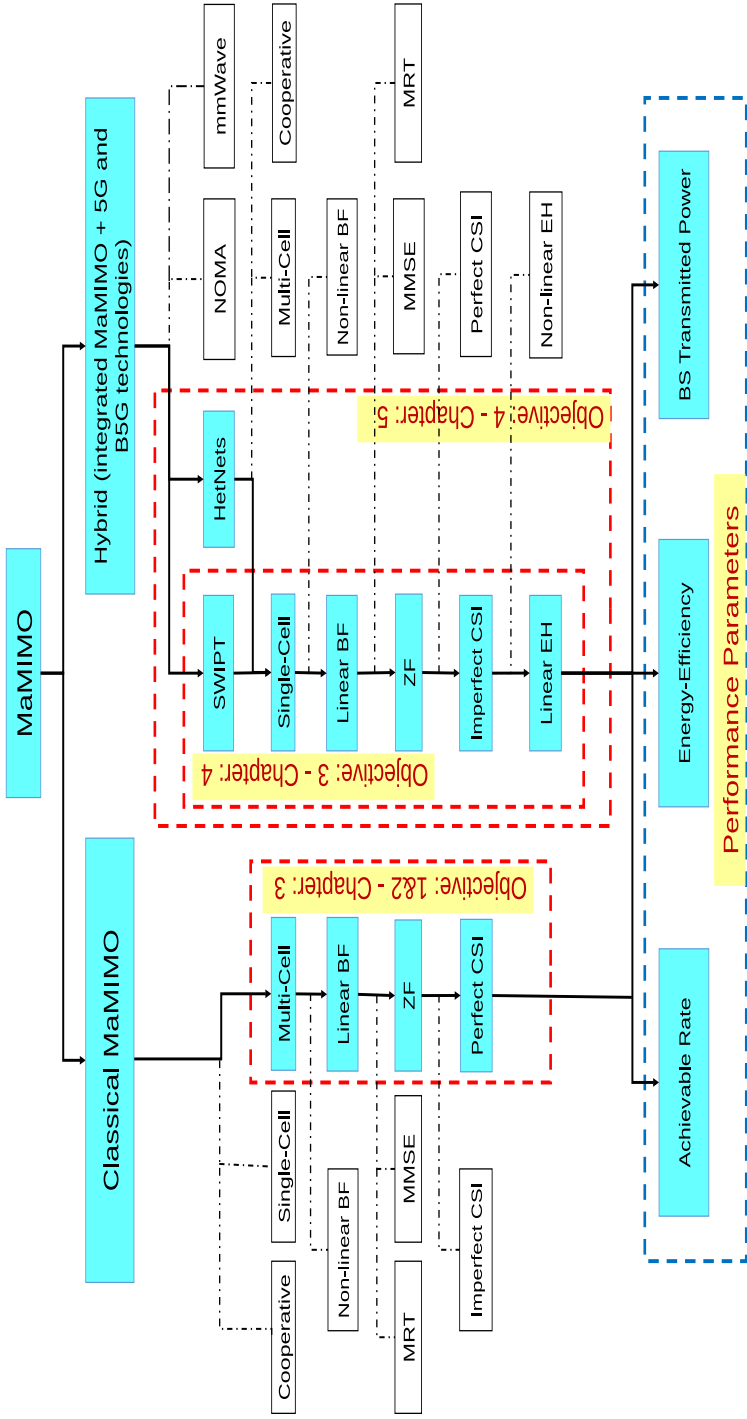 MaMIMO
Classical MaMIMO
Hybrid (integrated MaMIMO + 5G and
B5G technologies)
SWIPT
HetNets
NOMA
mmWave
Cooperative
Single-Cell
Multi-Cell
Single-Cell
Multi-Cell
Cooperative
Non-linear BF
Linear BF
Linear BF
Non-linear BF
MRT
MMSE
ZF
ZF
MMSE
MRT
Imperfect CSI
Perfect CSI
Imperfect CSI
Perfect CSI
Linear EH
Non-linear EH
Objective: 1&2 - Chapter: 3
Objective: 3 - Chapter: 4
Objective: 4 - Chapter: 5
Achievable Rate
Energy-Efficiency
BS Transmitted Power
Performance Parameters